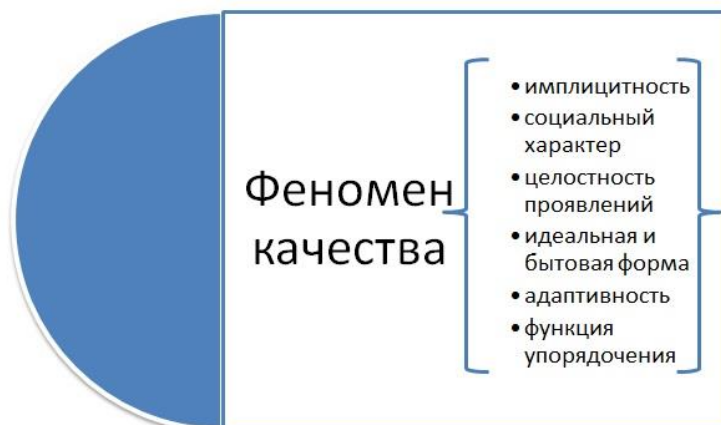 Феномен
качества
• имплицитность
• социальный
характер
• целостность
проявлений
• идеальная и
бытовая форма
• адаптивность
• функция
упорядочения